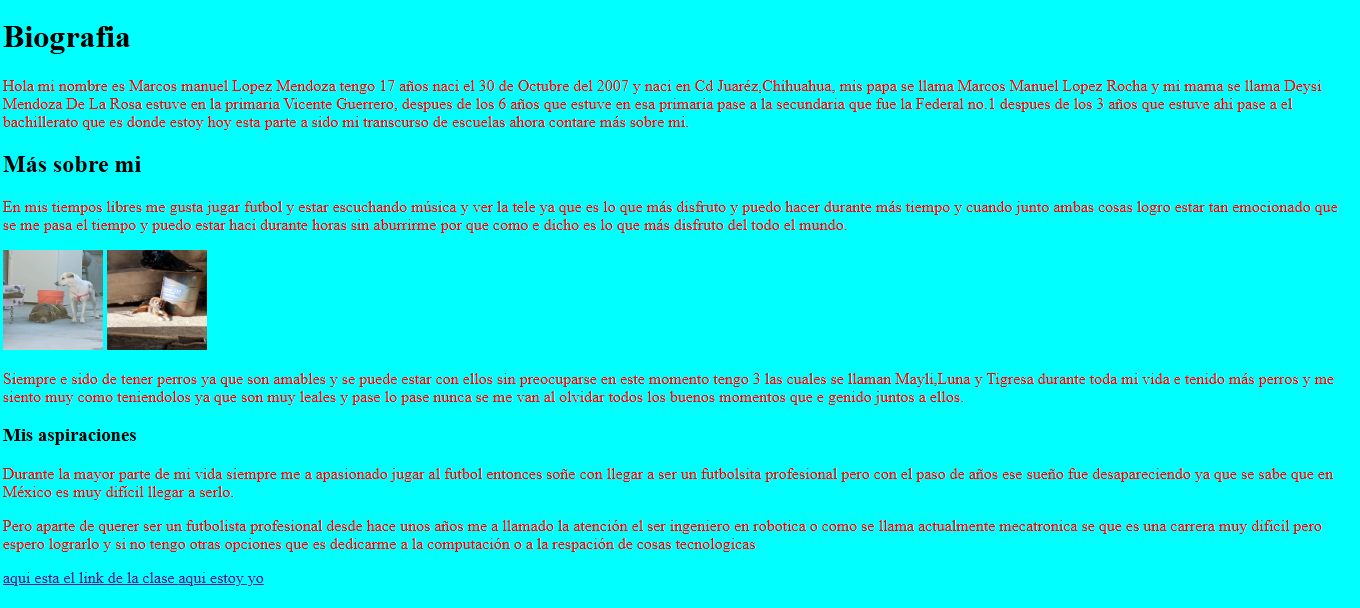 Biografia
Hola mi nombre es Marcos manuel Lopez Mendoza tengo 17 años naci el 30 de Octubre del 2007 y naci en Cd Juaréz,Chihuahua, mis papa se llama Marcos Manuel Lopez Rocha y mi mama se llama Deysi
Mendoza De La Rosa estuve en la primaria Vicente Guerrero, despues de los 6 años que estuve en esa primaria pase a la secundaria que fue la Federal no.1 despues de los 3 años que estuve ahi pase a el
bachillerato que es donde estoy hoy esta parte a sido mi transcurso de escuelas ahora contare más sobre mi.
Más sobre mi
En mis tiempos libres me gusta jugar futbol y estar escuchando música y ver la tele ya que es lo que más disfruto y puedo hacer durante más tiempo y cuando junto ambas cosas logro estar tan emocionado que
se me pasa el tiempo y puedo estar haci durante horas sin aburrirme por que como e dicho es lo que más disfruto del todo el mundo.
Siempre e sido de tener perros ya que son amables y se puede estar con ellos sin preocuparse en este momento tengo 3 las cuales se llaman Mayli,Luna y Tigresa durante toda mi vida e tenido más perros y me
siento muy como teniendolos ya que son muy leales y pase lo pase nunca se me van al olvidar todos los buenos momentos que e genido juntos a ellos.
Mis aspiraciones
Durante la mayor parte de mi vida siempre me a apasionado jugar al futbol entonces soñe con llegar a ser un futbolsita profesional pero con el paso de años ese sueño fue desapareciendo ya que se sabe que en
México es muy difícil llegar a serlo.
Pero aparte de querer ser un futbolista profesional desde hace unos años me a llamado la atención el ser ingeniero en robotica o como se llama actualmente mecatronica se que es una carrera muy difícil pero
espero lograrlo y si no tengo otras opciones que es dedicarme a la computación o a la respación de cosas tecnologicas
aqui esta el link de la clase aqui estoy yo